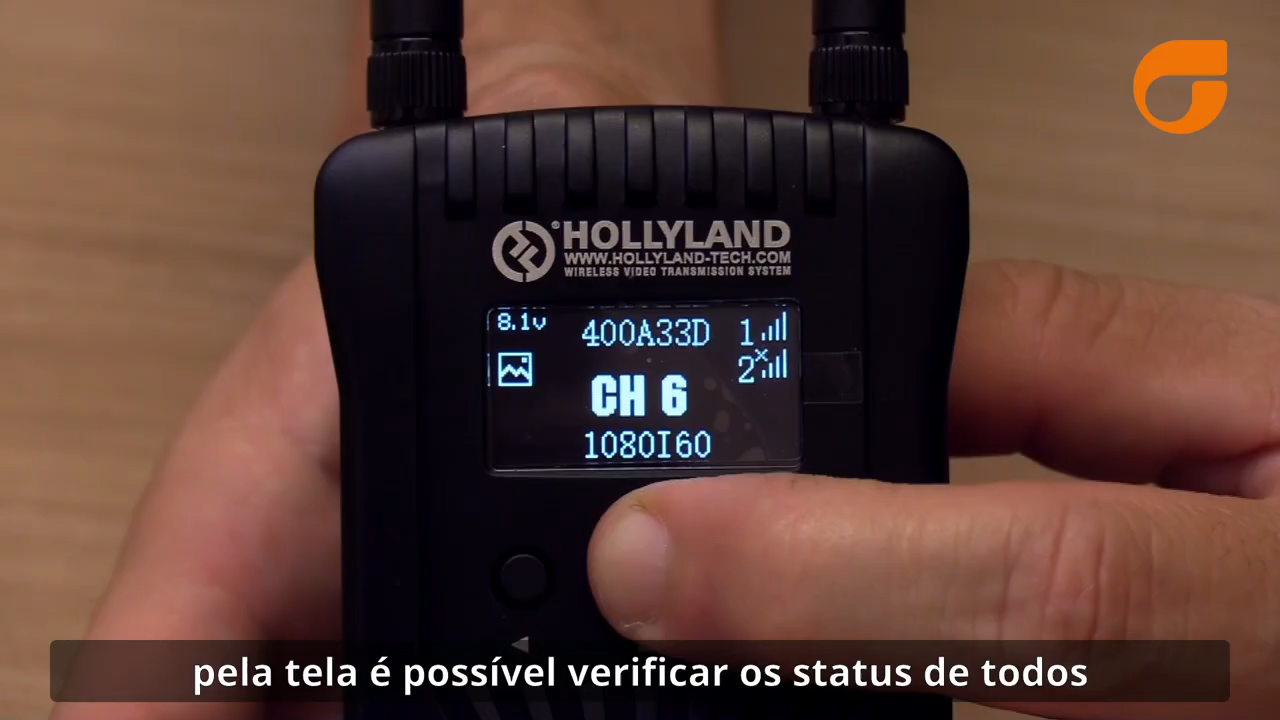 HOLLYLAND
WWW.HOLLYLAND-TECH.COM
WIRELESS VIDEO TRANSMISSION SYSTEM
8.1v
400A33D
1
2
CH 6
1080I60
pela tela é possível verificar os status de todos